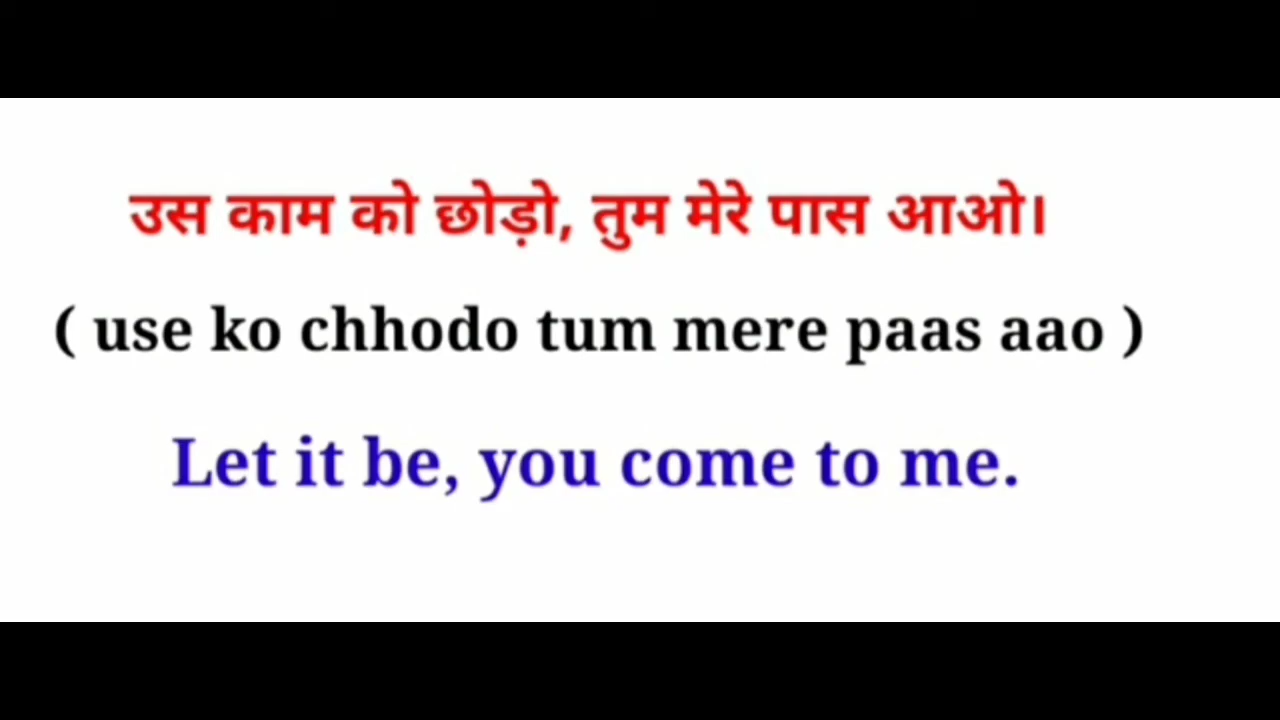 उस काम को छोड़ो, तुम मेरे पास आओ।
( use ko chhodo tum mere paas aao )
Let it be, you come to me.